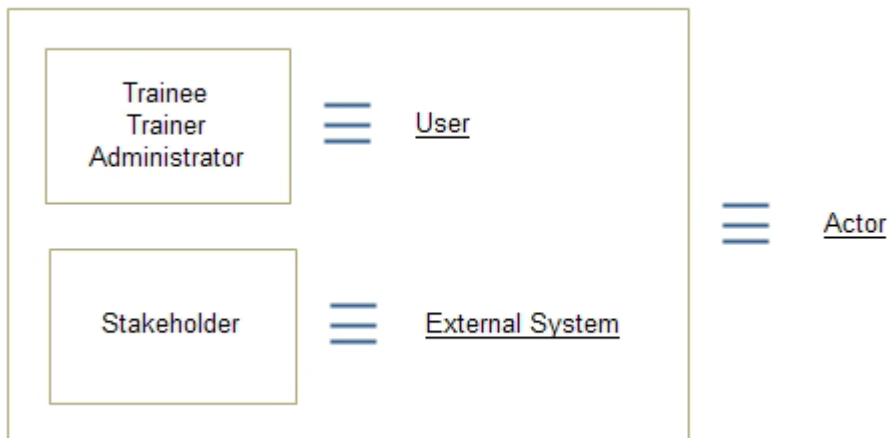 Trainee
Trainer
Administrator
User
Actor
Stakeholder
External System